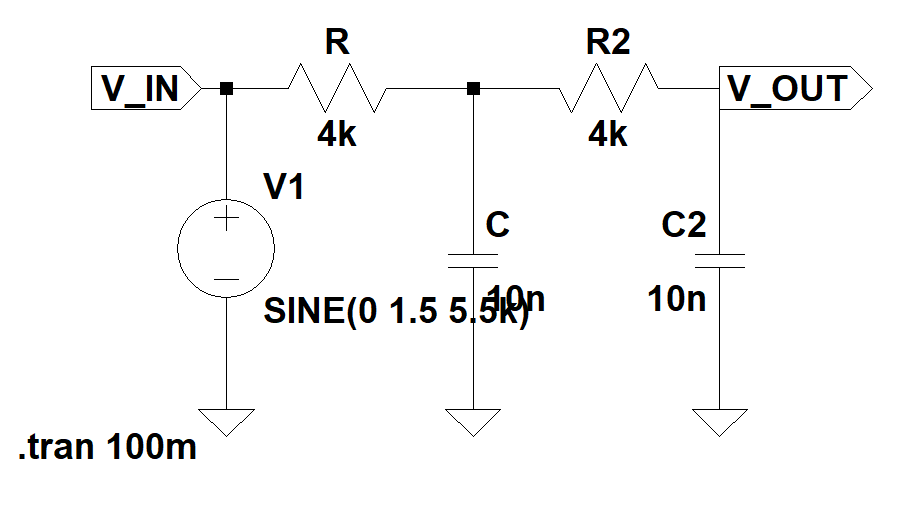 R
R2
V_IN
V_OUT
4k
4k
V1
+
C
C2
10n
10n
SINE(0 1.5 5.5k)
.tran 100m